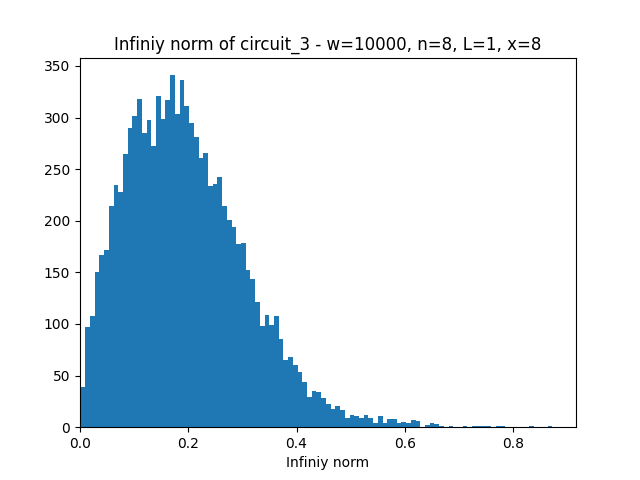 Infiniy norm of circuit_3 - w=10000, n=8, L=1, x=8
350
300
250
200
150
100
50
0
0.0 0.2 0.4 0.6 0.8
Infiniy norm